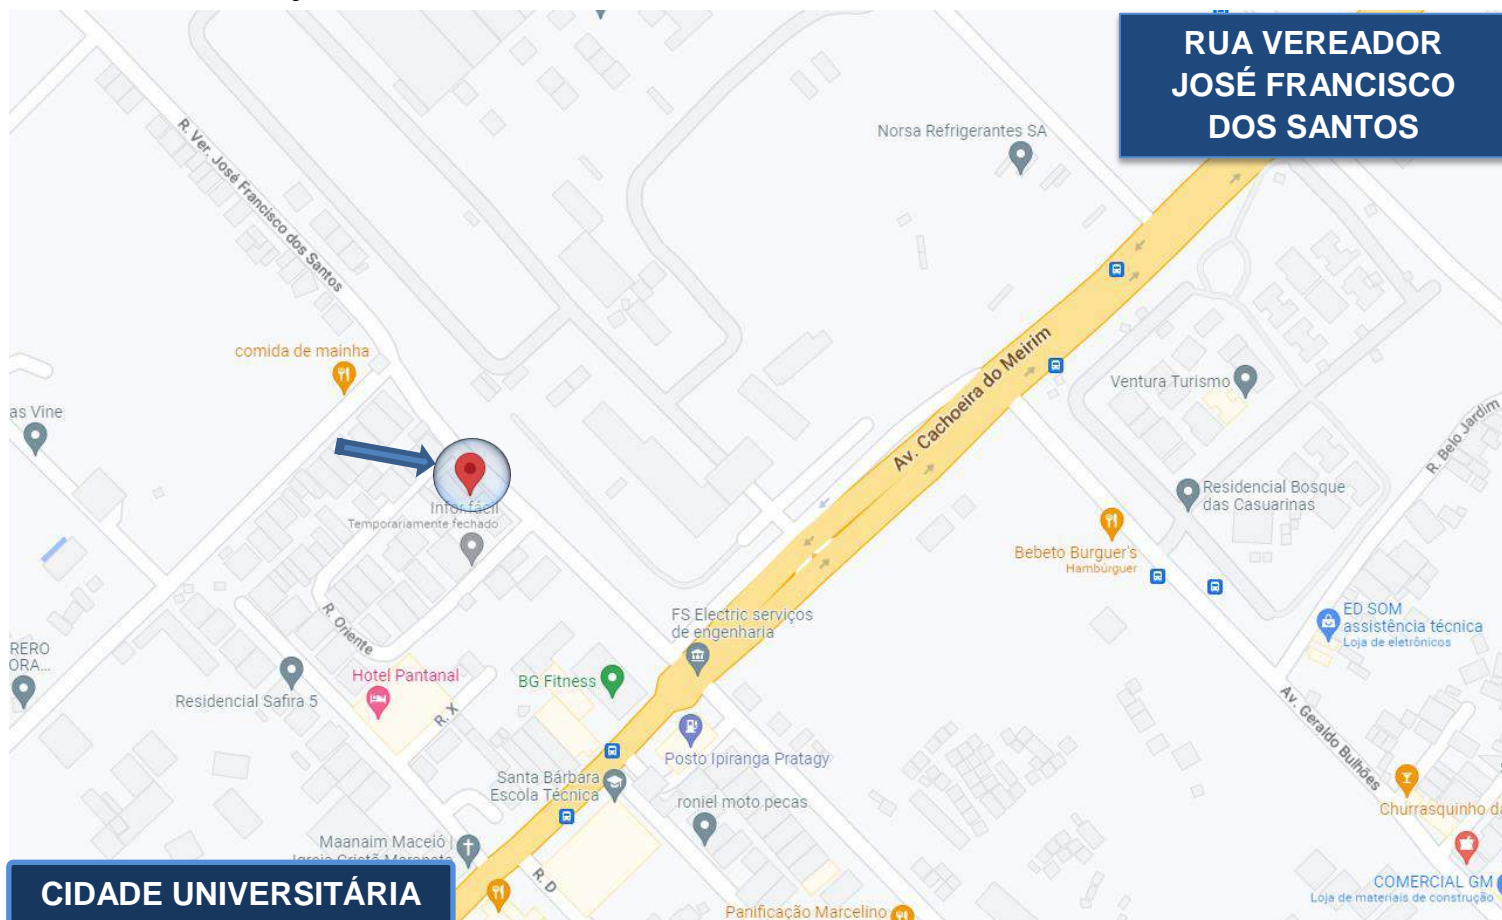 RUA VEREADOR
JOSÉ FRANCISCO
DOS SANTOS
Norsa Refrigerantes SA
R. Ver. José Francisco dos Santos
comida de mainha
Av. Cachoeira do Meirim
Ventura Turismo
as Vine
R. Belo Jardim
Infor.fácil
Temporariamente fechado
Residencial Bosque
das Casuarinas
Bebeto Burguer's
Hambúrguer
R. Oriente
FS Electric serviços
de engenharia
ED SOM
assistência técnica
Loja de eletrônicos
RERO
ORA...
Hotel Pantanal
BG Fitness
Residencial Safira 5
R. X
Av. Geraldo Bulhões
Posto Ipiranga Pratagy
Santa Bárbara
Escola Técnica
roniel moto pecas
Churrasquinho da
Maanaim Maceió |
Igreja Cristã Maranata
R. D
CIDADE UNIVERSITÁRIA
COMERCIAL GM
Loja de materiais de construção
Panificação Marcelino